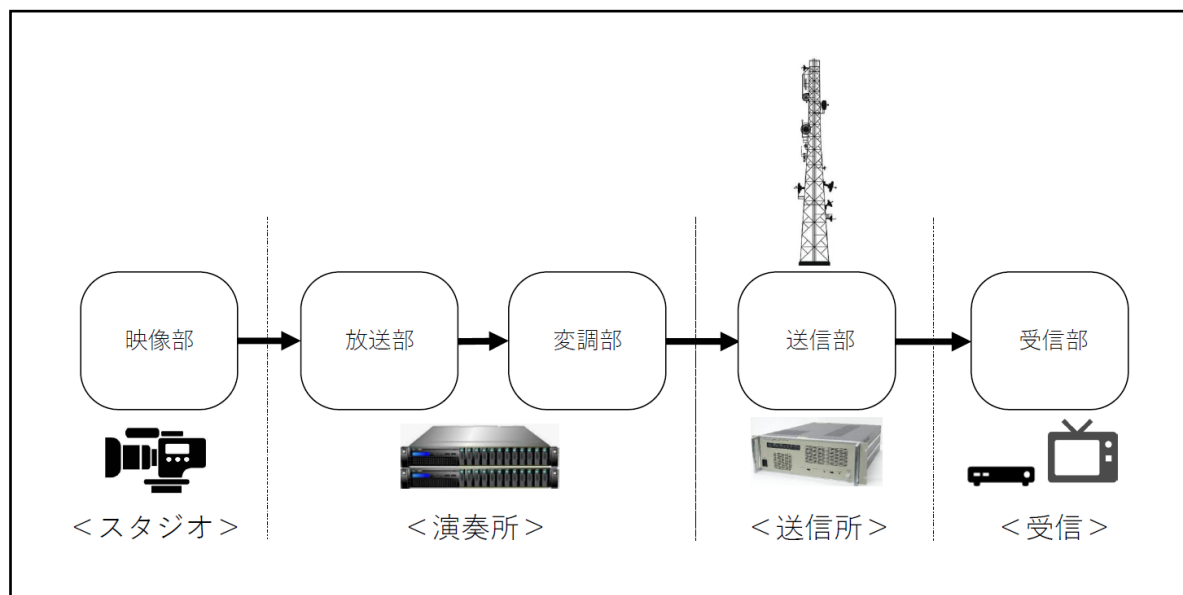 映像部
放送部
変調部
送信部
受信部
＜スタジオ＞
＜演奏所＞
＜送信所＞
＜受信＞